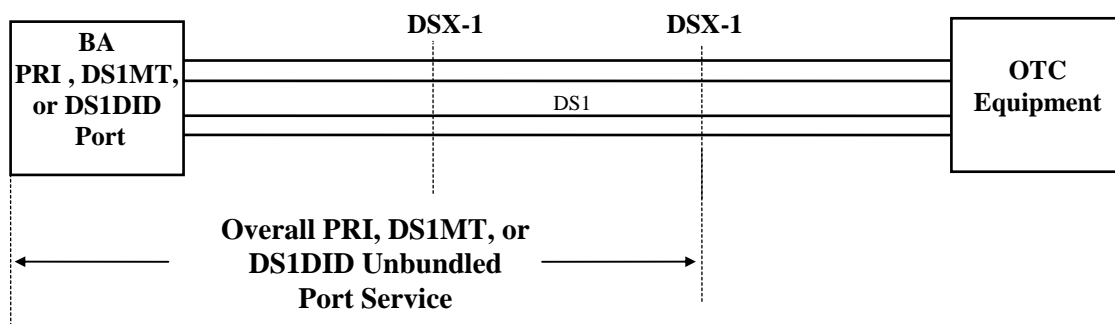 DSX-1 DSX-1
BA
PRI , DS1MT,
or DS1DID
Port
OTC
Equipment
DS1
Overall PRI, DS1MT, or
DS1DID Unbundled
Port Service